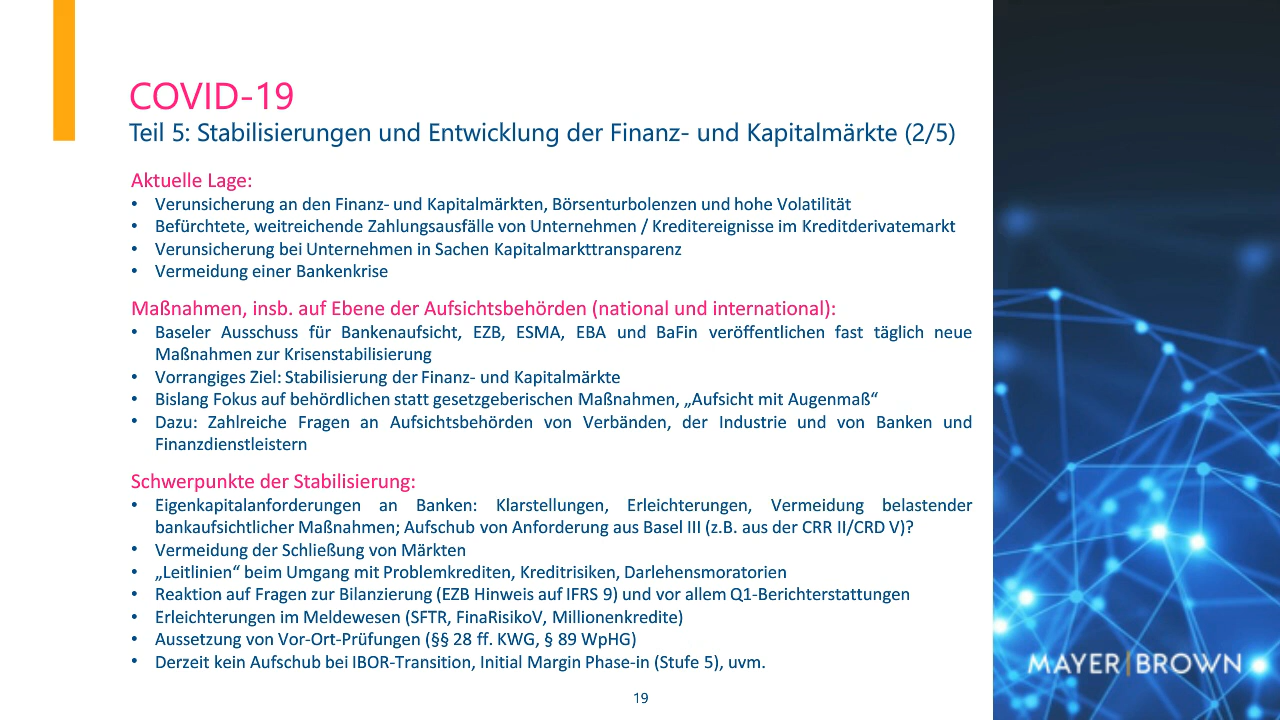 COVID-19
Teil 5: Stabilisierungen und Entwicklung der Finanz- und Kapitalmärkte (2/5)
Aktuelle Lage:
• Verunsicherung an den Finanz- und Kapitalmärkten, Börsenturbolenzen und hohe Volatilität
• Befürchtete, weitreichende Zahlungsausfälle von Unternehmen / Kreditereignisse im Kreditderivatemarkt
• Verunsicherung bei Unternehmen in Sachen Kapitalmarkttransparenz
• Vermeidung einer Bankenkrise
Maßnahmen, insb. auf Ebene der Aufsichtsbehörden (national und international):
• Baseler Ausschuss für Bankenaufsicht, EZB, ESMA, EBA und BaFin veröffentlichen fast täglich neue
Maßnahmen zur Krisenstabilisierung
• Vorrangiges Ziel: Stabilisierung der Finanz- und Kapitalmärkte
• Bislang Fokus auf behördlichen statt gesetzgeberischen Maßnahmen, „Aufsicht mit Augenmaß“
• Dazu: Zahlreiche Fragen an Aufsichtsbehörden von Verbänden, der Industrie und von Banken und
Finanzdienstleistern
Schwerpunkte der Stabilisierung:
• Eigenkapitalanforderungen an Banken: Klarstellungen, Erleichterungen, Vermeidung belastender
bankaufsichtlicher Maßnahmen; Aufschub von Anforderung aus Basel III (z.B. aus der CRR II/CRD V)?
• Vermeidung der Schließung von Märkten
• „Leitlinien“ beim Umgang mit Problemkrediten, Kreditrisiken, Darlehensmoratorien
• Reaktion auf Fragen zur Bilanzierung (EZB Hinweis auf IFRS 9) und vor allem Q1-Berichterstattungen
• Erleichterungen im Meldewesen (SFTR, FinaRisikoV, Millionenkredite)
• Aussetzung von Vor-Ort-Prüfungen (§§ 28 ff. KWG, § 89 WpHG)
• Derzeit kein Aufschub bei IBOR-Transition, Initial Margin Phase-in (Stufe 5), uvm.
MAYER | BROWN
19